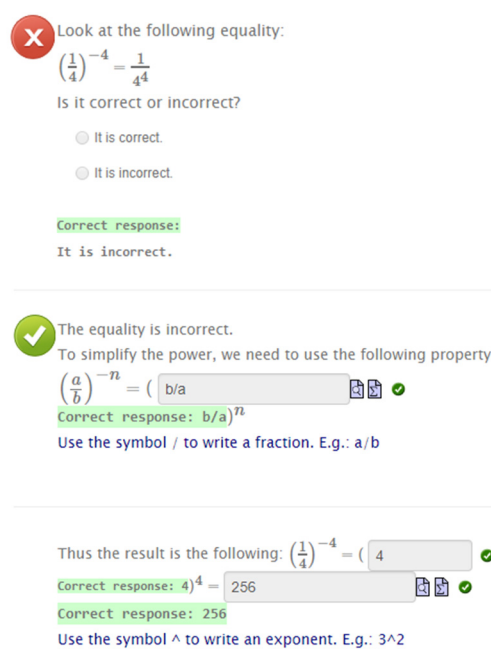 Look at the following equality:
(1/4)^−4 = 1/4^4
Is it correct or incorrect?
It is correct.
It is incorrect.
Correct response:
It is incorrect.
The equality is incorrect.
To simplify the power, we need to use the following property
(a/b)^−n = ( b/a
Correct response: b/a)^n
Use the symbol / to write a fraction. E.g.: a/b
Thus the result is the following: (1/4)^−4 = ( 4
Correct response: 4)^4 = 256
Correct response: 256
Use the symbol ^ to write an exponent. E.g.: 3^2